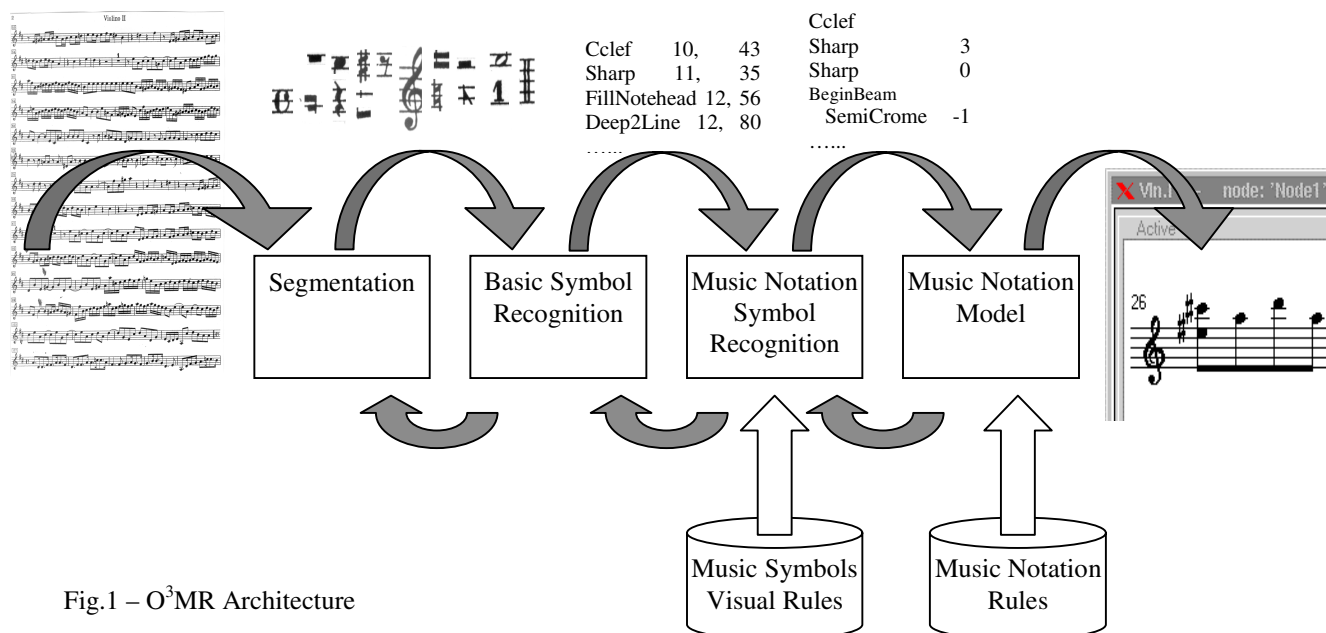 Violino II
Cclef 10, 43
Sharp 11, 35
FillNotehead 12, 56
Deep2Line 12, 80
…...
Cclef
Sharp 3
Sharp 0
BeginBeam
SemiCrome -1
…...
node: 'Node1'
Active
26
Segmentation
Basic Symbol
Recognition
Music Notation
Symbol
Recognition
Music Notation
Model
Music Symbols
Visual Rules
Music Notation
Rules
Fig.1 – O³MR Architecture